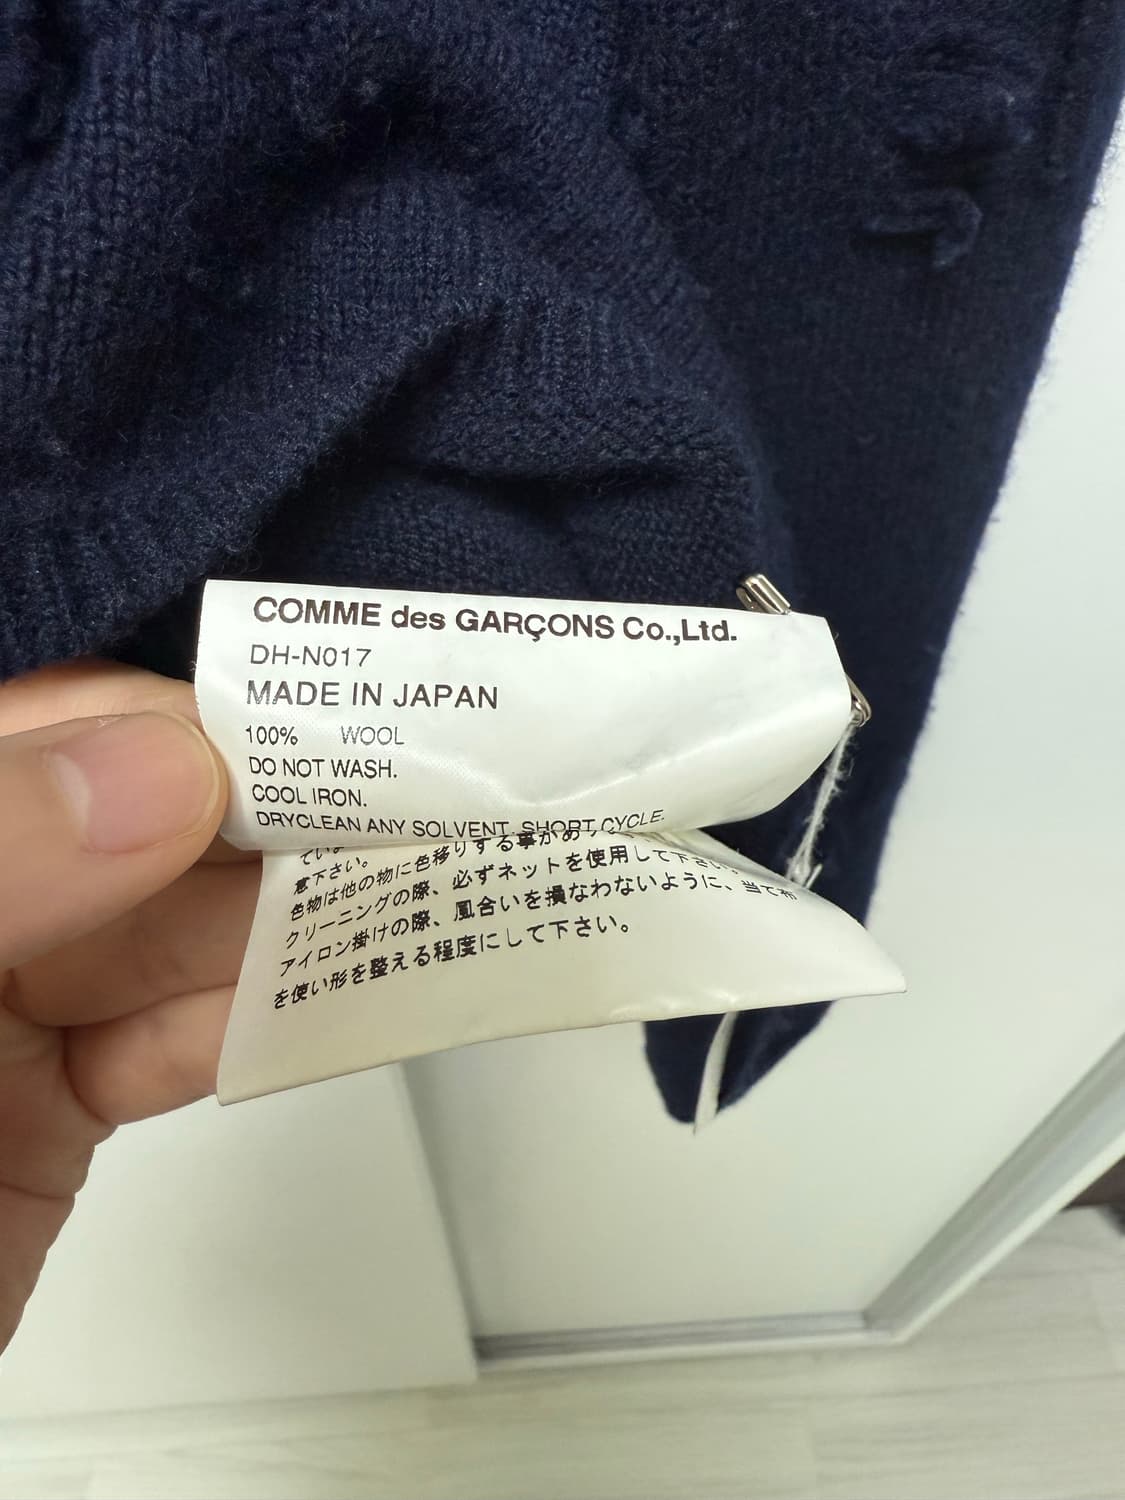 COMME des GARÇONS Co.,Ltd.
DH-N017
MADE IN JAPAN
100% WOOL
DO NOT WASH.
COOL IRON.
DRYCLEAN ANY SOLVENT. SHORT CYCLE.
てい
意下さい。
色物は他の物に色移りする事があり
クリーニングの際、必ずネットを使用して下さい。
アイロン掛けの際、風合いを損なわないように、当て布
を使い形を整える程度にして下さい。